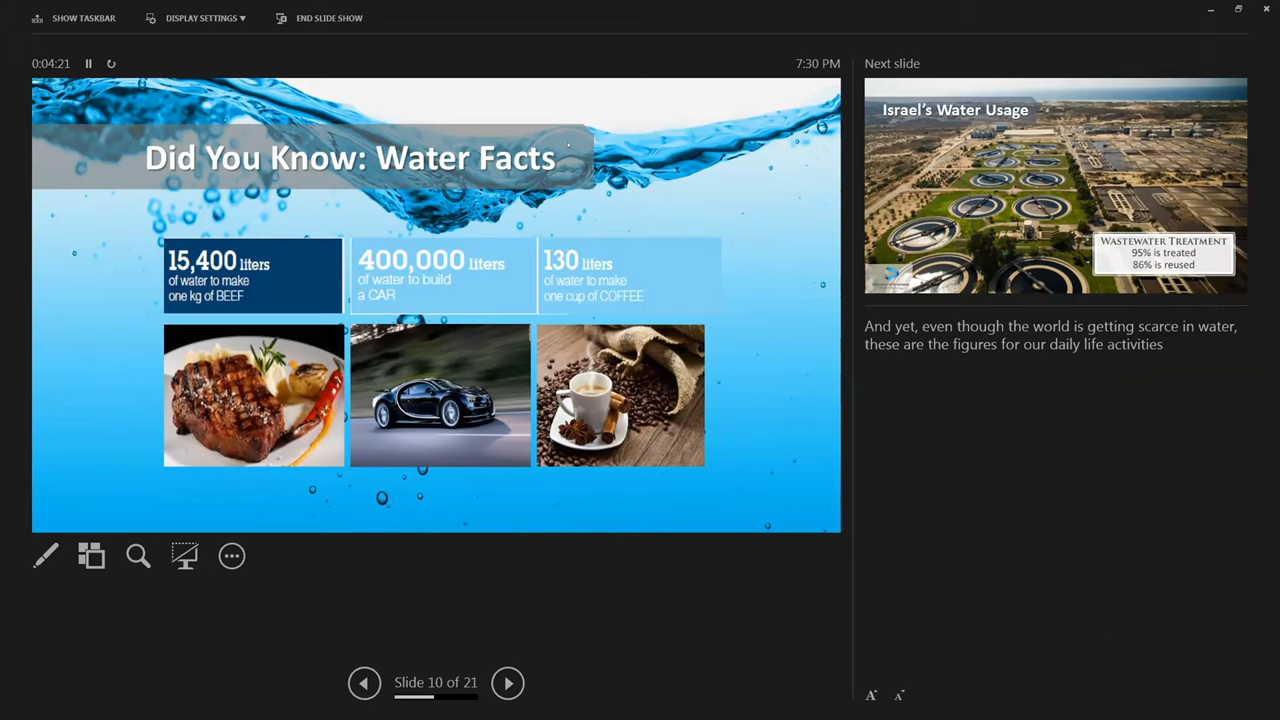 SHOW TASKBAR
DISPLAY SETTINGS
END SLIDE SHOW
0:04:21
7:30 PM
Did You Know: Water Facts
15,400 liters
of water to make
one kg of BEEF
400,000 liters
of water to build
a CAR
130 liters
of water to make
one cup of COFFEE
Slide 10 of 21
Next slide
Israel's Water Usage
WASTEWATER TREATMENT
95% is treated
86% is reused
And yet, even though the world is getting scarce in water,
these are the figures for our daily life activities
A
A